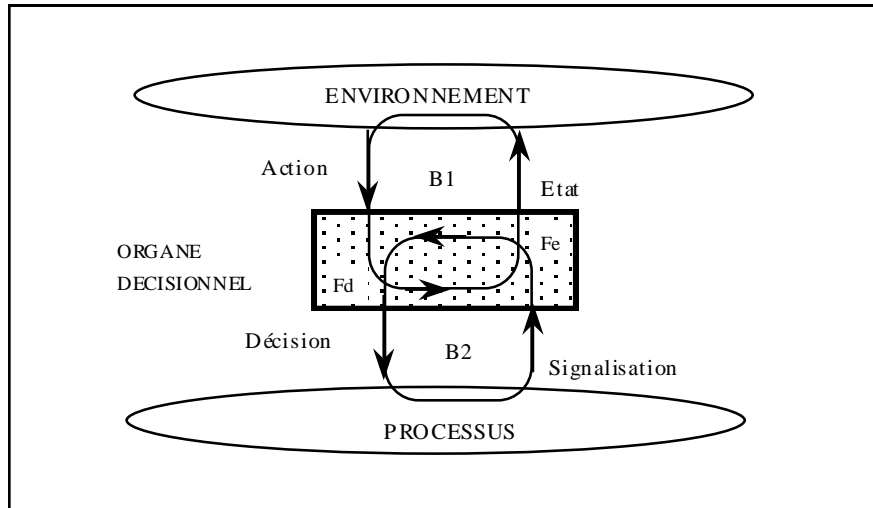 ENVIRONNEMENT
Action
B1
Etat
ORGANE
DECISIONNEL
Fe
Fd
Décision
B2
Signalisation
PROCESSUS